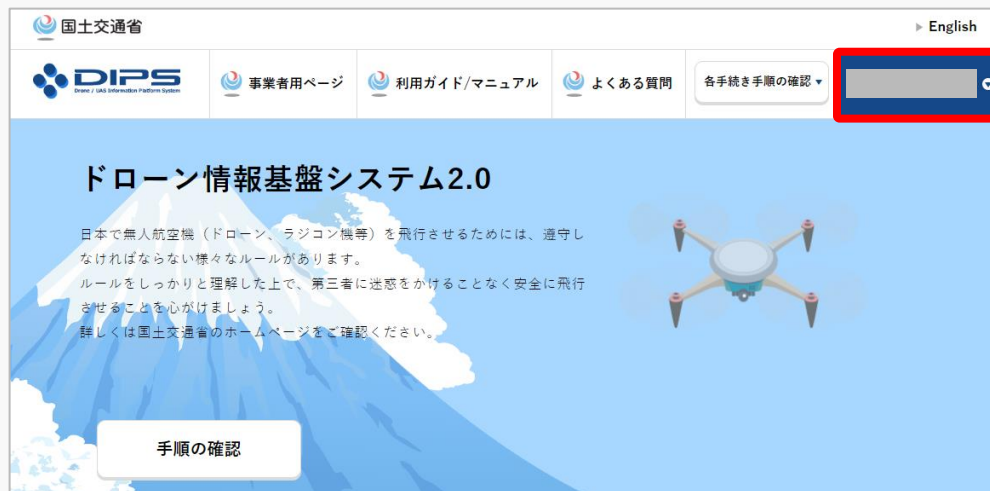 国土交通省
▶ English
DIPS
Drone / UAS Information Platform System
事業者用ページ
利用ガイド/マニュアル
よくある質問
各手続き手順の確認 ▼
ドローン情報基盤システム2.0
日本で無人航空機（ドローン、ラジコン機等）を飛行させるためには、遵守し
なければならない様々なルールがあります。
ルールをしっかりと理解した上で、第三者に迷惑をかけることなく安全に飛行
させることを心がけましょう。
詳しくは国土交通省のホームページをご確認ください。
手順の確認